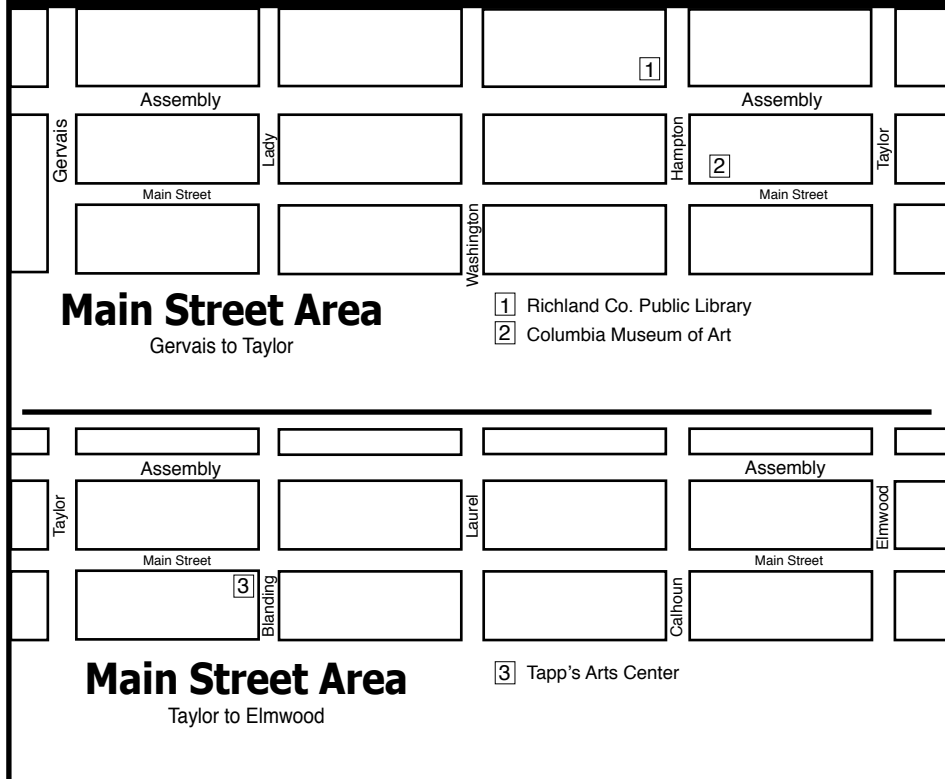 1
Assembly
Assembly
Gervais
Lady
Hampton
Taylor
2
Main Street
Main Street
Washington
Main Street Area
Gervais to Taylor
1 Richland Co. Public Library
2 Columbia Museum of Art
Assembly
Assembly
Taylor
Laurel
Elmwood
Main Street
Main Street
3
Blanding
Calhoun
Main Street Area
Taylor to Elmwood
3 Tapp's Arts Center